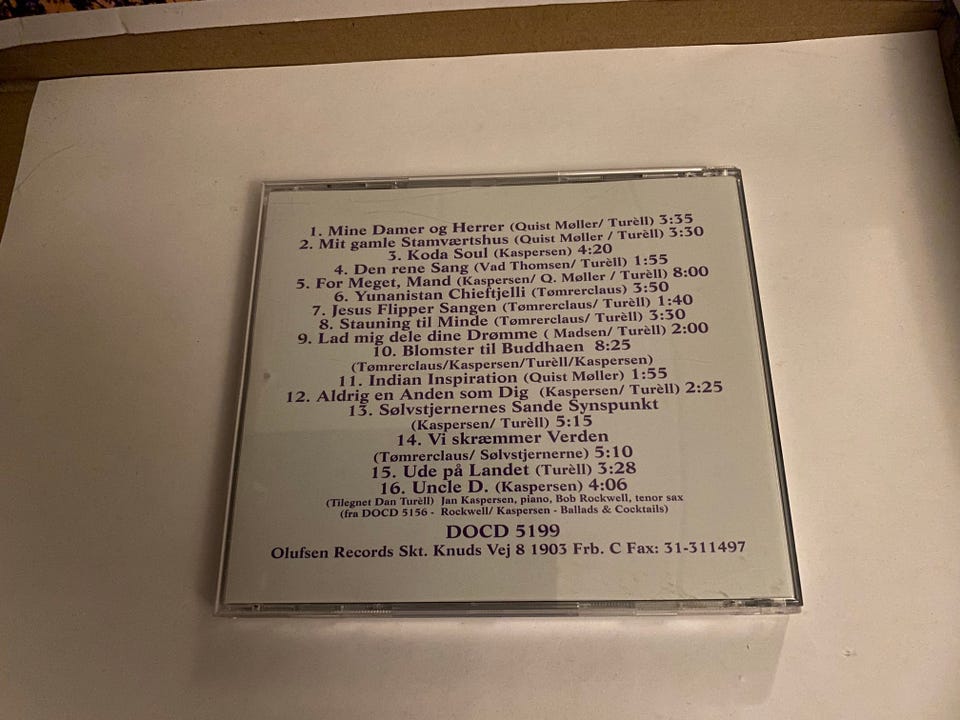 1. Mine Damer og Herrer (Quist Møller/ Turèll) 3:35
2. Mit gamle Stamværtshus (Quist Møller / Turèll) 3:30
3. Koda Soul (Kaspersen) 4:20
4. Den rene Sang (Vad Thomsen/ Turèll) 1:55
5. For Meget, Mand (Kaspersen/ Q. Møller / Turèll) 8:00
6. Yunanistan Chieftjelli (Tømrerclaus) 3:50
7. Jesus Flipper Sangen (Tømrerclaus/ Turèll) 1:40
8. Stauning til Minde (Tømrerclaus/ Turèll) 3:30
9. Lad mig dele dine Drømme ( Madsen/ Turèll) 2:00
10. Blomster til Buddhaen 8:25
(Tømrerclaus/Kaspersen/Turèll/Kaspersen)
11. Indian Inspiration (Quist Møller) 1:55
12. Aldrig en Anden som Dig (Kaspersen/ Turèll) 2:25
13. Sølvstjernernes Sande Synspunkt
(Kaspersen/ Turèll) 5:15
14. Vi skræmmer Verden
(Tømrerclaus/ Sølvstjernerne) 5:10
15. Ude på Landet (Turèll) 3:28
16. Uncle D. (Kaspersen) 4:06
(Tilegnet Dan Turèll) Jan Kaspersen, piano, Bob Rockwell, tenor sax
(fra DOCD 5156 - Rockwell/ Kaspersen - Ballads & Cocktails)
DOCD 5199
Olufsen Records Skt. Knuds Vej 8 1903 Frb. C Fax: 31-311497